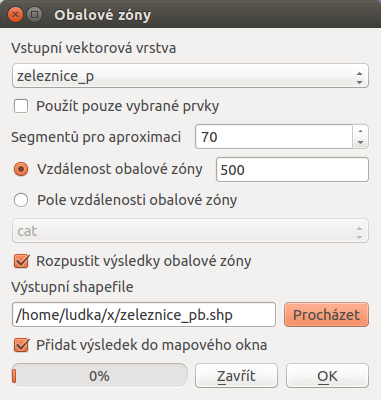 Obalové zóny
Vstupní vektorová vrstva
zeleznice_p
Použít pouze vybrané prvky
Segmentů pro aproximaci 70
Vzdálenost obalové zóny 500
Pole vzdálenosti obalové zóny
cat
Rozpustit výsledky obalové zóny
Výstupní shapefile
/home/ludka/x/zeleznice_pb.shp Procházet
Přidat výsledek do mapového okna
0% Zavřít OK